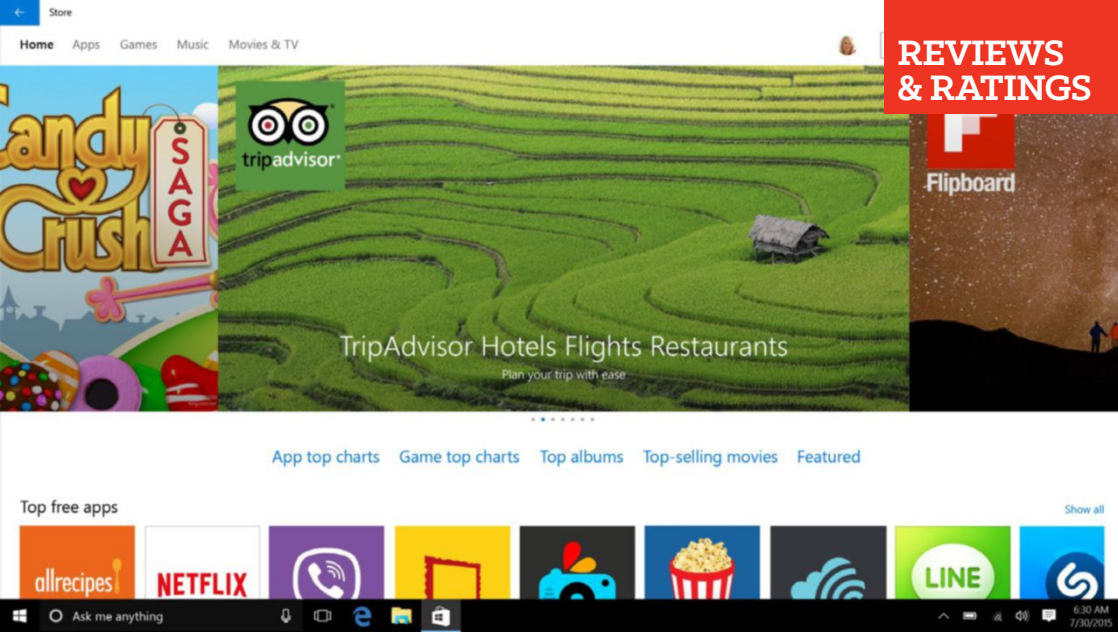 Store
Home Apps Games Music Movies & TV
REVIEWS
& RATINGS
Candy
Crush
SAGA
tripadvisor®
Flipboard
TripAdvisor Hotels Flights Restaurants
Plan your trip with ease
App top charts Game top charts Top albums Top-selling movies Featured
Top free apps Show all
allrecipes
NETFLIX
LINE
Ask me anything
6:30 AM
7/30/2015